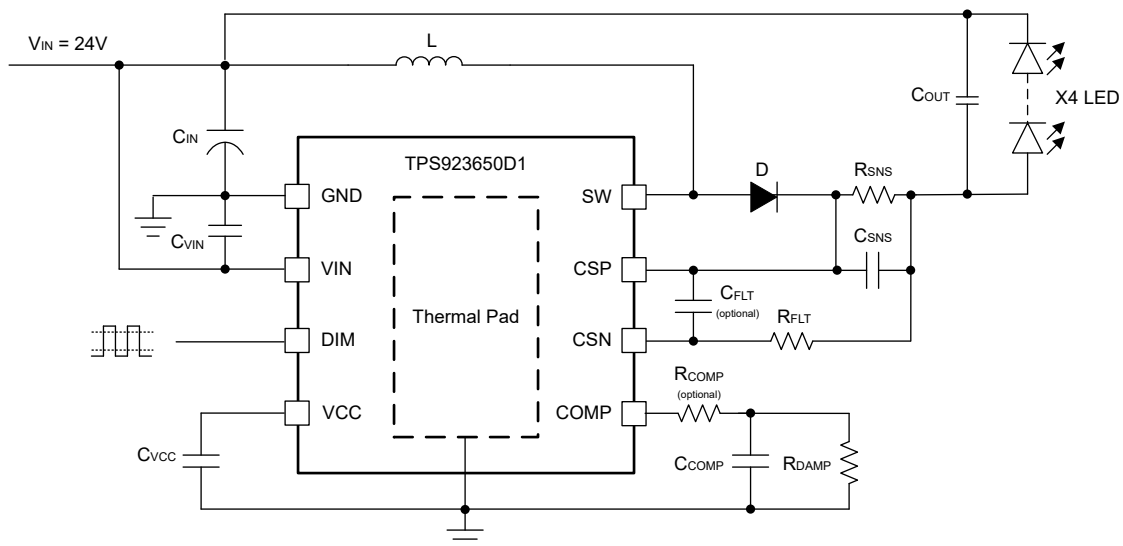 VIN = 24V
L
COUT
X4 LED
CIN
TPS923650D1
GND
SW
D
RSNS
CVIN
CSNS
VIN
CSP
Thermal Pad
CFLT
(optional)
RFLT
DIM
CSN
RCOMP
(optional)
VCC
COMP
CVCC
CCOMP
RDAMP